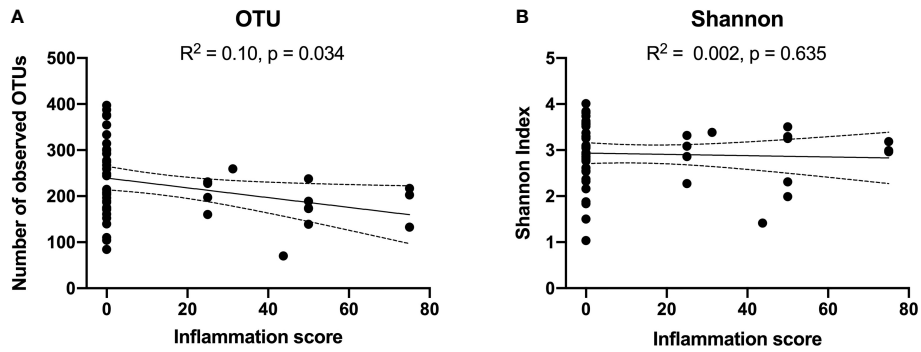 A
OTU
R² = 0.10, p = 0.034
Number of observed OTUs
500
400
300
200
100
0
0 20 40 60 80
Inflammation score
B
Shannon
R² = 0.002, p = 0.635
Shannon Index
5
4
3
2
1
0
0 20 40 60 80
Inflammation score